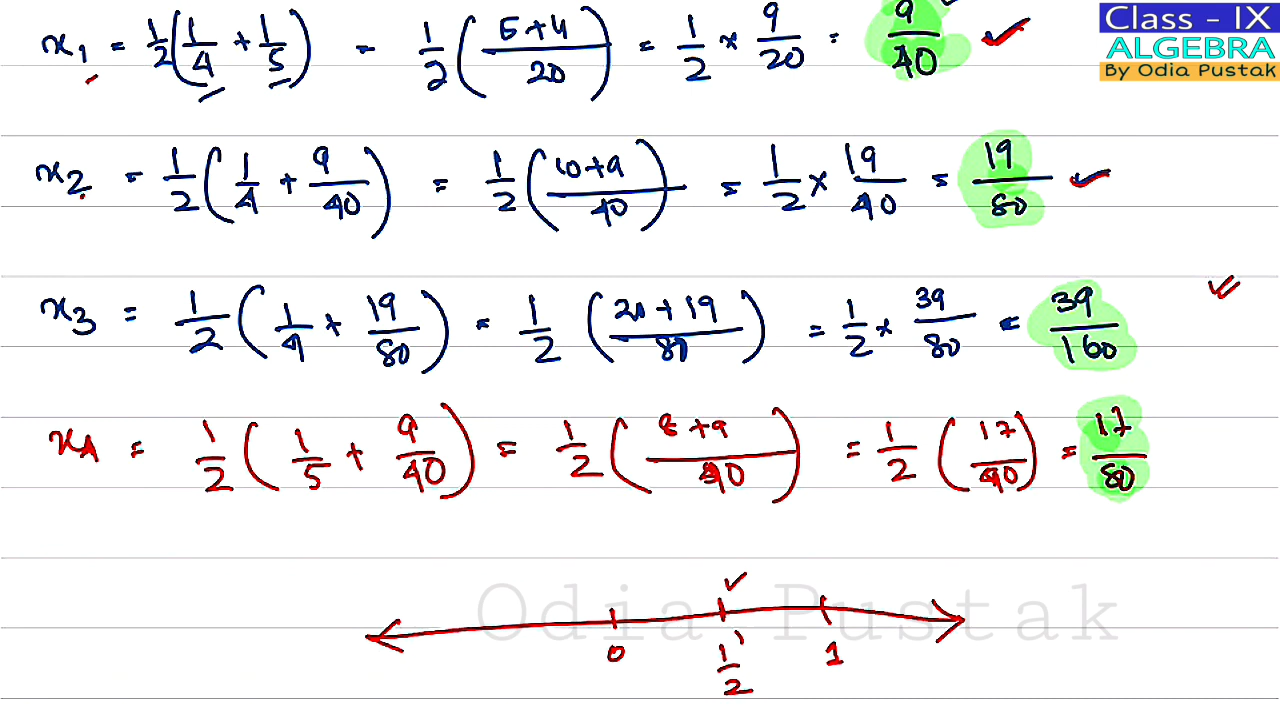 x₁ = 1/2 (1/4 + 1/5) = 1/2 ((5+4)/20) = 1/2 × 9/20 = 9/40
Class - IX
ALGEBRA
By Odia Pustak
x₂ = 1/2 (1/4 + 9/40) = 1/2 ((10+9)/40) = 1/2 × 19/40 = 19/80
x₃ = 1/2 (1/4 + 19/80) = 1/2 ((20+19)/80) = 1/2 × 39/80 = 39/160
x₄ = 1/2 (1/5 + 9/40) = 1/2 ((8+9)/40) = 1/2 (17/40) = 17/80
Odia Pustak
0 1/2 1